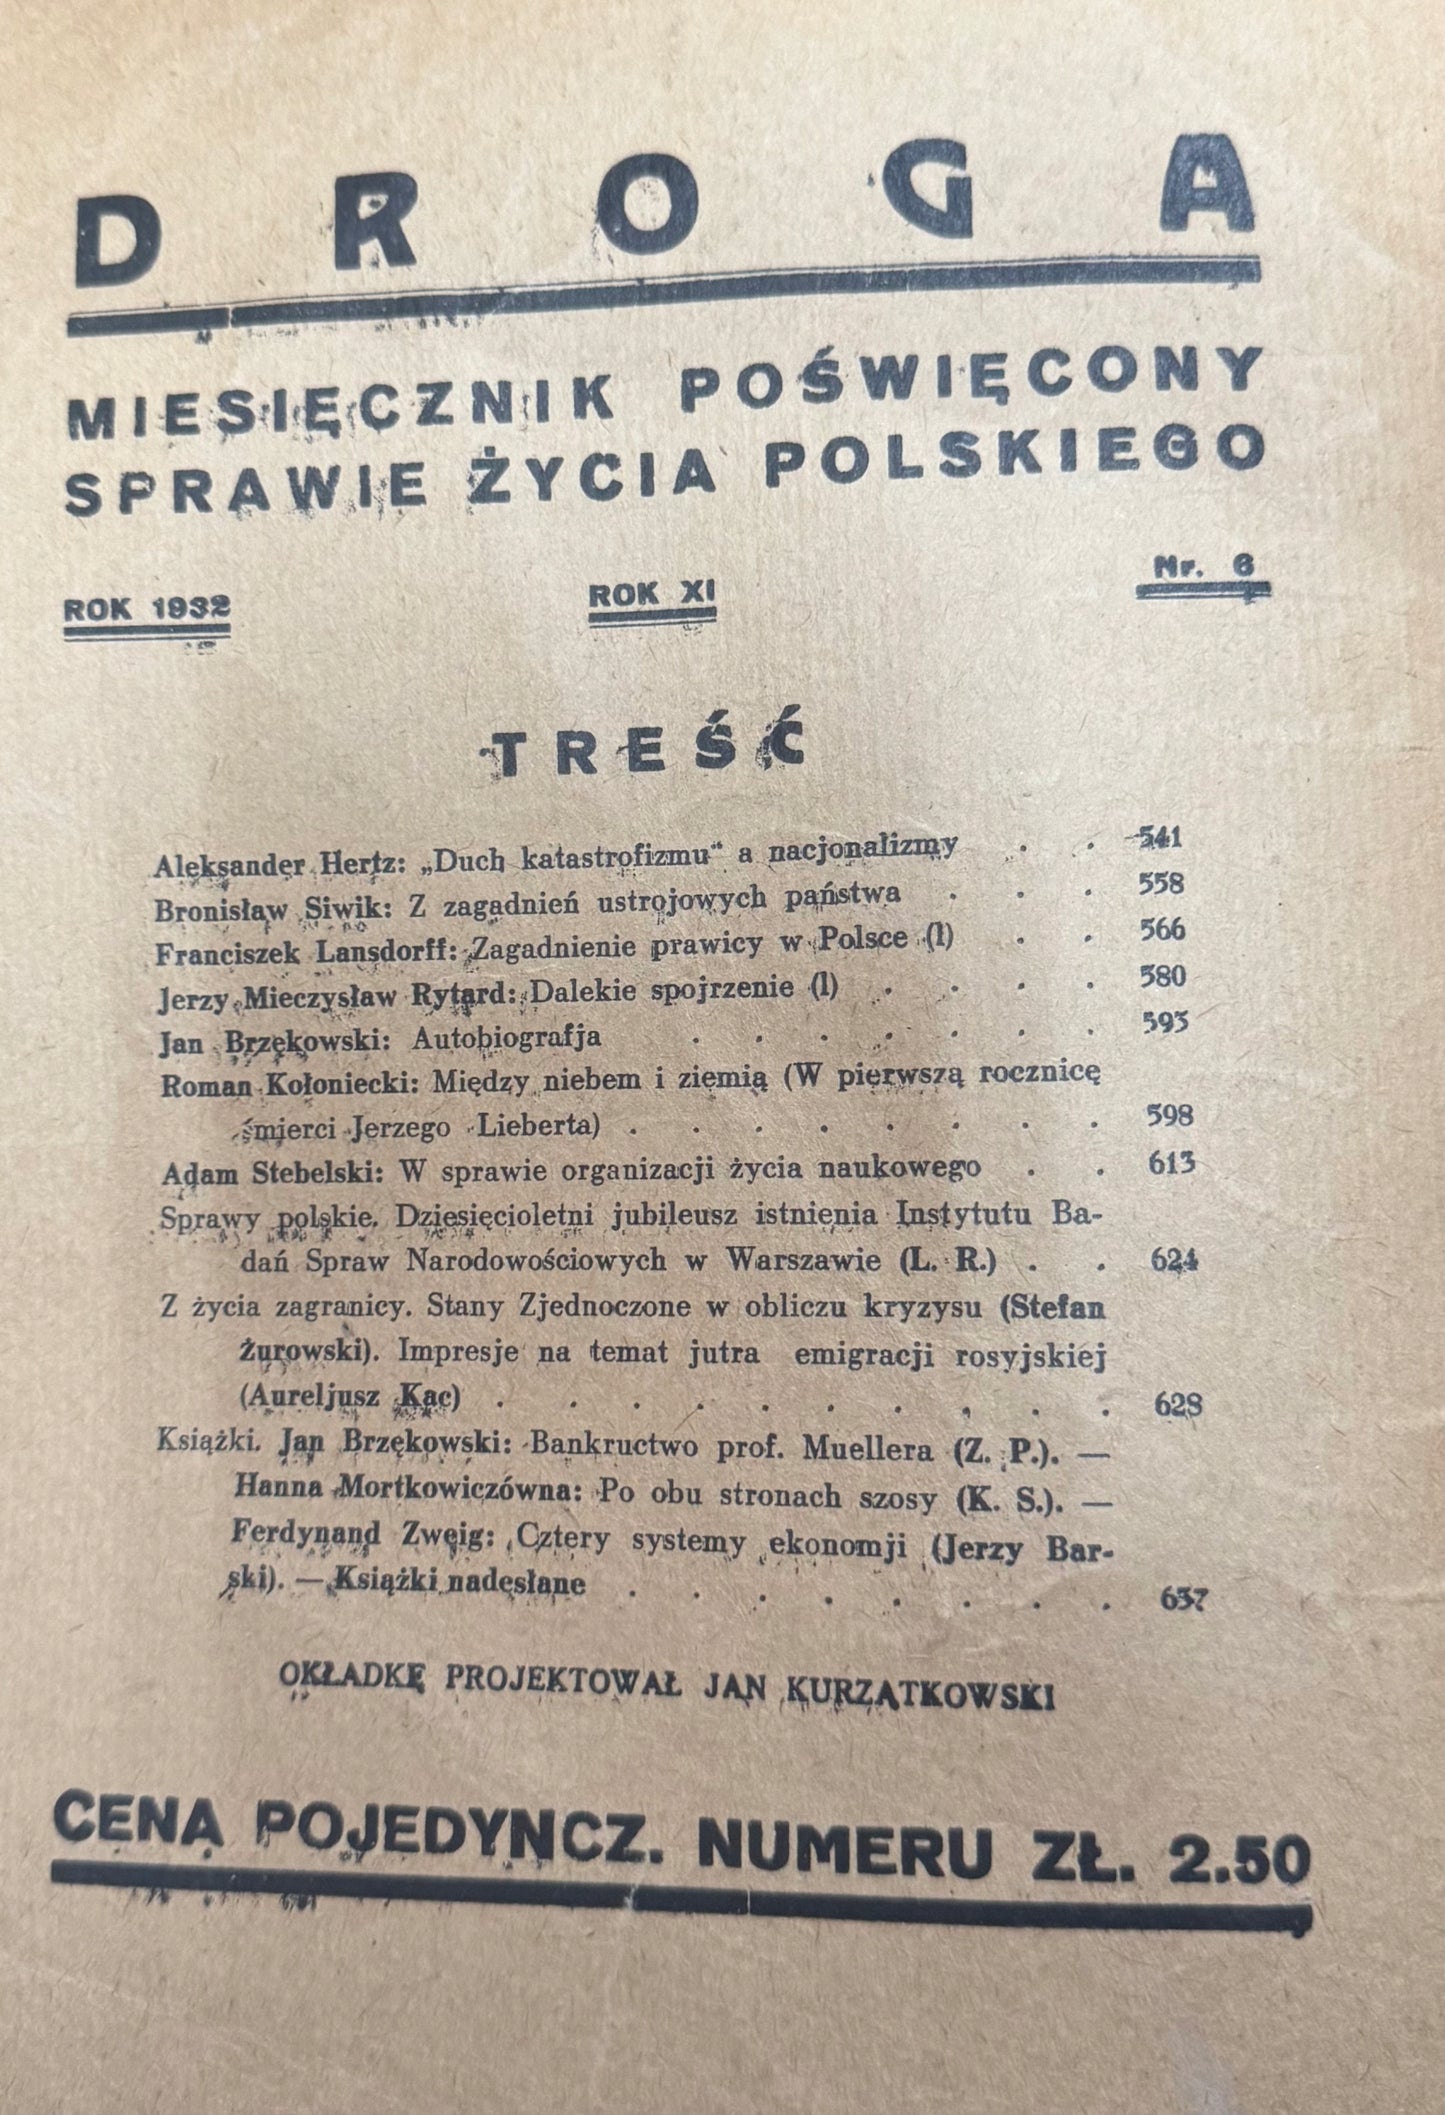 DROGA
MIESIĘCZNIK POŚWIĘCONY
SPRAWIE ŻYCIA POLSKIEGO
ROK 1932 ROK XI Nr. 6
TREŚĆ
Aleksander Hertz: „Duch katastrofizmu“ a nacjonalizmy . . 541
Bronisław Siwik: Z zagadnień ustrojowych państwa . . . 558
Franciszek Lansdorff: Zagadnienie prawicy w Polsce (I) . . 566
Jerzy Mieczysław Rytard: Dalekie spojrzenie (I) . . . . 580
Jan Brzękowski: Autobiografja . . . . . . . 593
Roman Kołoniecki: Między niebem i ziemią (W pierwszą rocznicę
śmierci Jerzego Lieberta) . . . . . . . . 598
Adam Stebelski: W sprawie organizacji życia naukowego . . 613
Sprawy polskie. Dziesięcioletni jubileusz istnienia Instytutu Ba-
dań Spraw Narodowościowych w Warszawie (L. R.) . . 624
Z życia zagranicy. Stany Zjednoczone w obliczu kryzysu (Stefan
Żurowski). Impresje na temat jutra emigracji rosyjskiej
(Aureljusz Kac) . . . . . . . . . . 628
Książki. Jan Brzękowski: Bankructwo prof. Muellera (Z. P.). —
Hanna Mortkowiczówna: Po obu stronach szosy (K. S.). —
Ferdynand Zweig: Cztery systemy ekonomji (Jerzy Bar-
ski). — Książki nadesłane . . . . . . . . 637
OKŁADKĘ PROJEKTOWAŁ JAN KURZĄTKOWSKI
CENA POJEDYNCZ. NUMERU ZŁ. 2.50